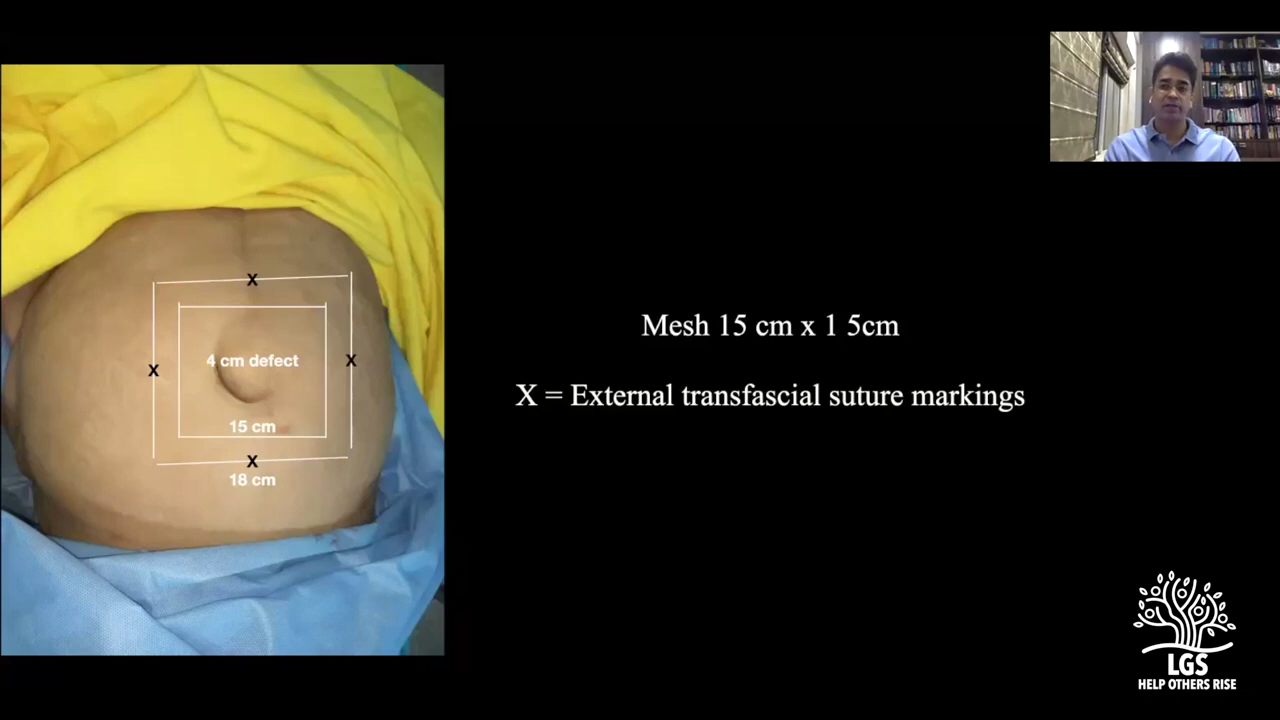 X
X
4 cm defect
X
15 cm
X
18 cm
Mesh 15 cm x 1 5cm
X = External transfascial suture markings
LGS
HELP OTHERS RISE